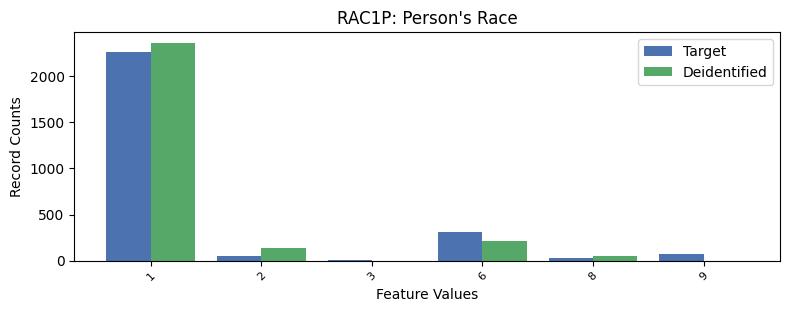 RAC1P: Person's Race
Target
Deidentified
Record Counts
2000
1500
1000
500
0
1 2 3 6 8 9
Feature Values